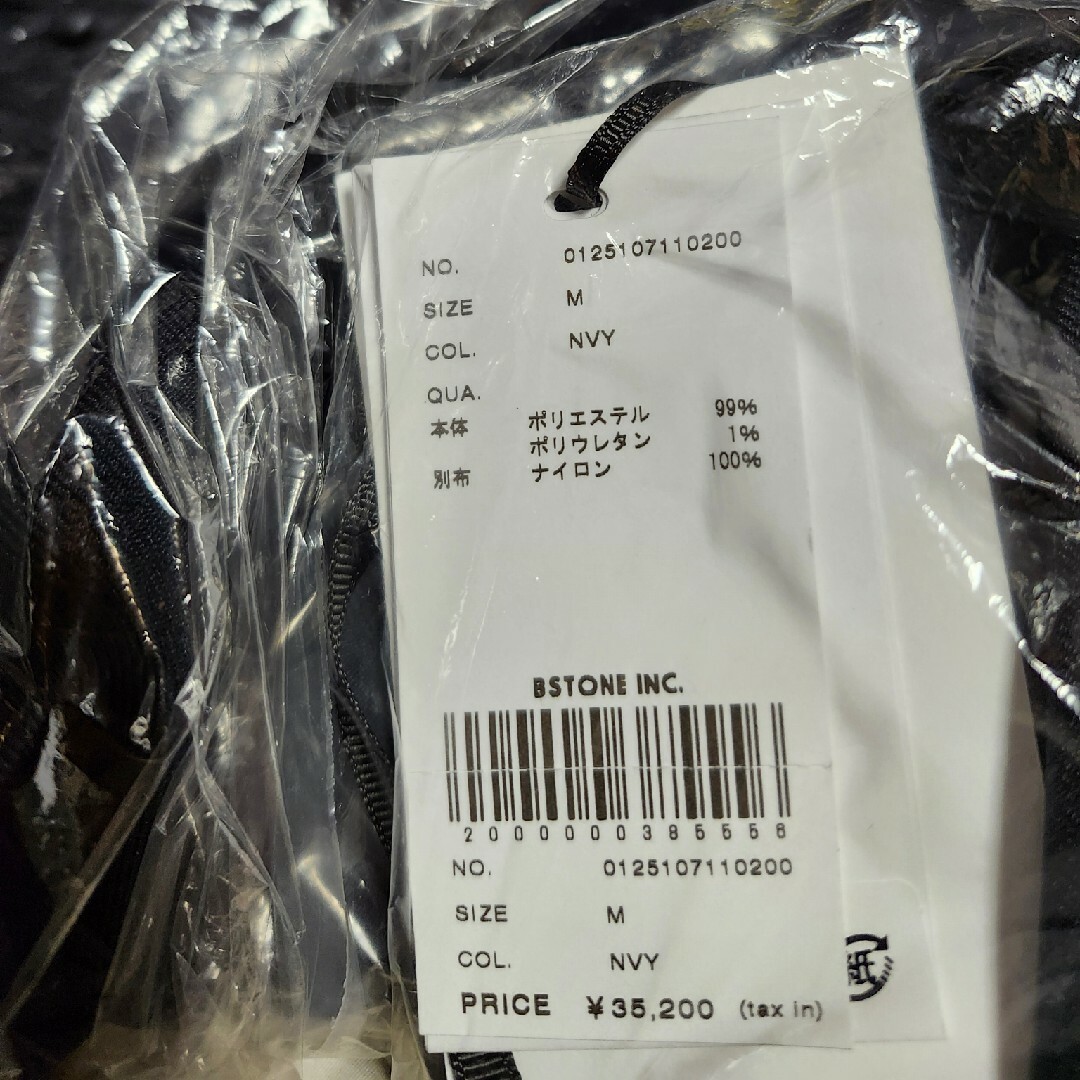 NO. 0125107110200
SIZE M
COL. NVY
QUA.
本体 ポリエステル 99%
ポリウレタン 1%
別布 ナイロン 100%
BSTONE INC.
2000000385558
NO. 0125107110200
SIZE M
COL. NVY
PRICE ¥35,200 (tax in)